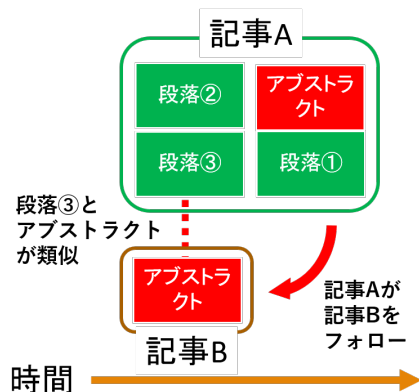 記事A
段落②
アブストラ
クト
段落③
段落①
段落③と
アブストラクト
が類似
アブストラ
クト
記事B
記事Aが
記事Bを
フォロー
時間